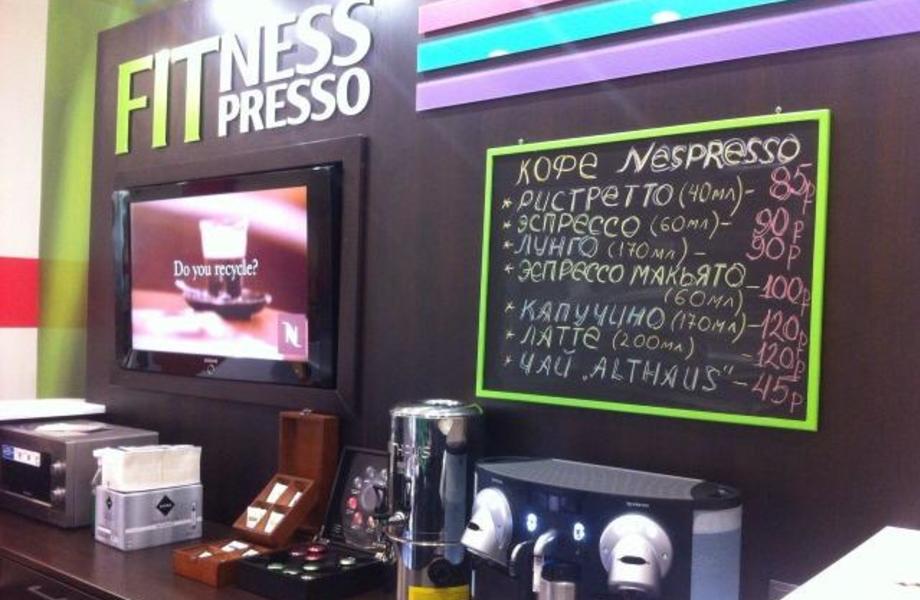 FITNESS
PRESSO
Do you recycle?
N
КОФЕ NESPRESSO
* РИСТРЕТТО (40мл)- 85р
* ЭСПРЕССО (60мл)- 90р
* ЛУНГО (170мл)- 90р
* ЭСПРЕССО МАКЬЯТО
(60мл) -100р
* КАПУЧИНО (170мл)-120р
* ЛАТТЕ (200мл) -120р
* ЧАЙ „ALTHAUS"- 45р